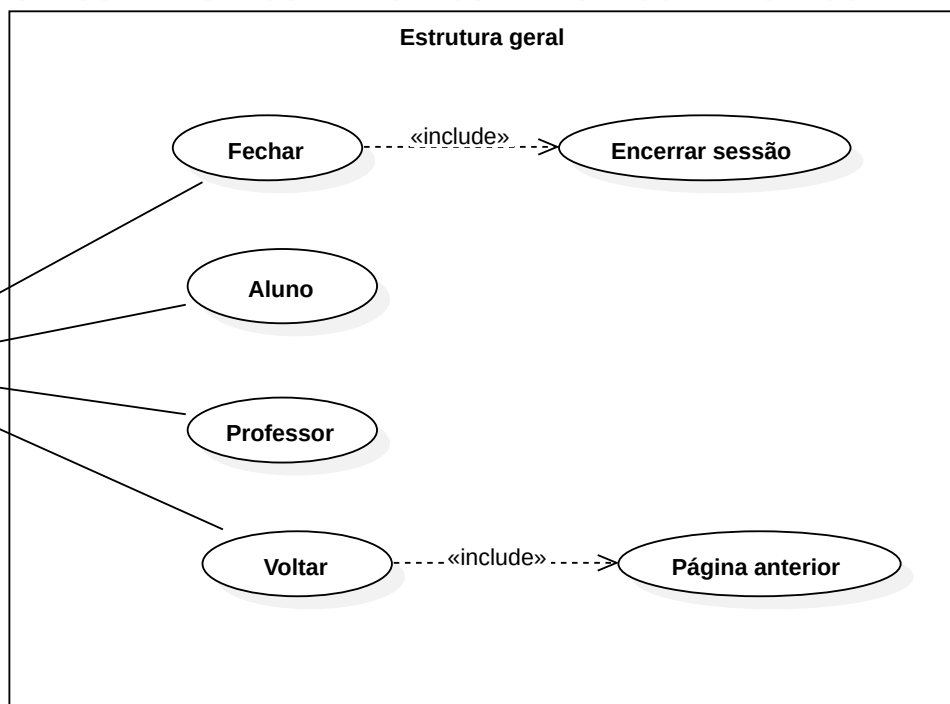 Estrutura geral
Fechar
«include»
Encerrar sessão
Aluno
Professor
Voltar
«include»
Página anterior